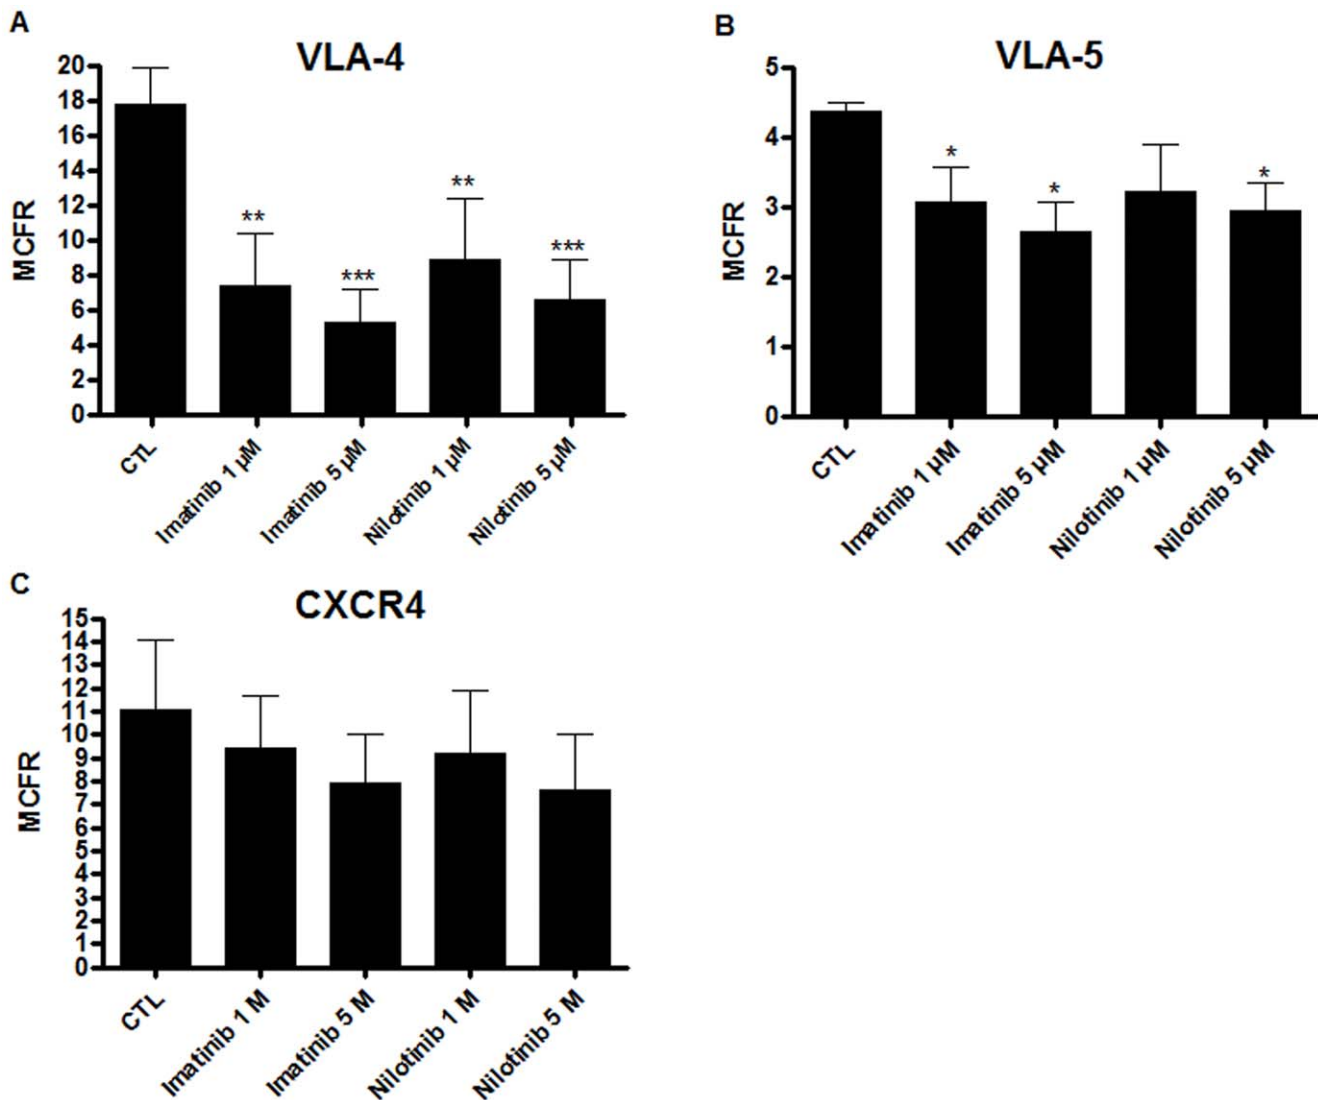 A
VLA-4
MCFR
20
18
16
14
12
10
8
6
4
2
0
**
***
**
***
CTL
Imatinib 1 µM
Imatinib 5 µM
Nilotinib 1 µM
Nilotinib 5 µM
B
VLA-5
MCFR
5
4
3
2
1
0
*
*
*
CTL
Imatinib 1 µM
Imatinib 5 µM
Nilotinib 1 µM
Nilotinib 5 µM
C
CXCR4
MCFR
15
14
13
12
11
10
9
8
7
6
5
4
3
2
1
0
CTL
Imatinib 1 M
Imatinib 5 M
Nilotinib 1 M
Nilotinib 5 M